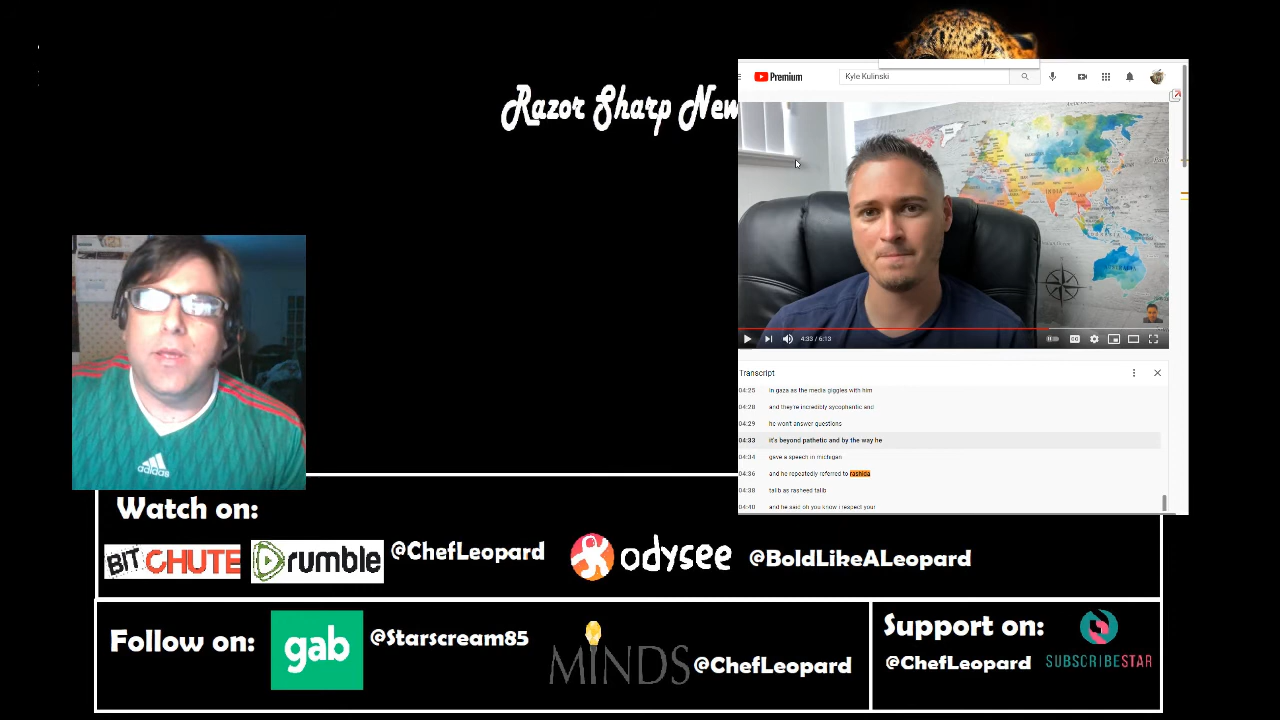 Razor Sharp New
Premium
Kyle Kulinski
INDIA
4:33 / 6:13
Transcript
04:25 in gaza as the media giggles with him
04:28 and they're incredibly sycophantic and
04:29 he won't answer questions
04:33 it's beyond pathetic and by the way he
04:34 gave a speech in michigan
04:36 and he repeatedly referred to rashida
04:38 talib as rasheed talib
04:40 and he said oh you know i respect your
adidas
Watch on:
BITCHUTE
rumble
@ChefLeopard
odysee
@BoldLikeALeopard
Follow on:
gab
@Starscream85
MINDS
@ChefLeopard
Support on:
@ChefLeopard
SUBSCRIBESTAR